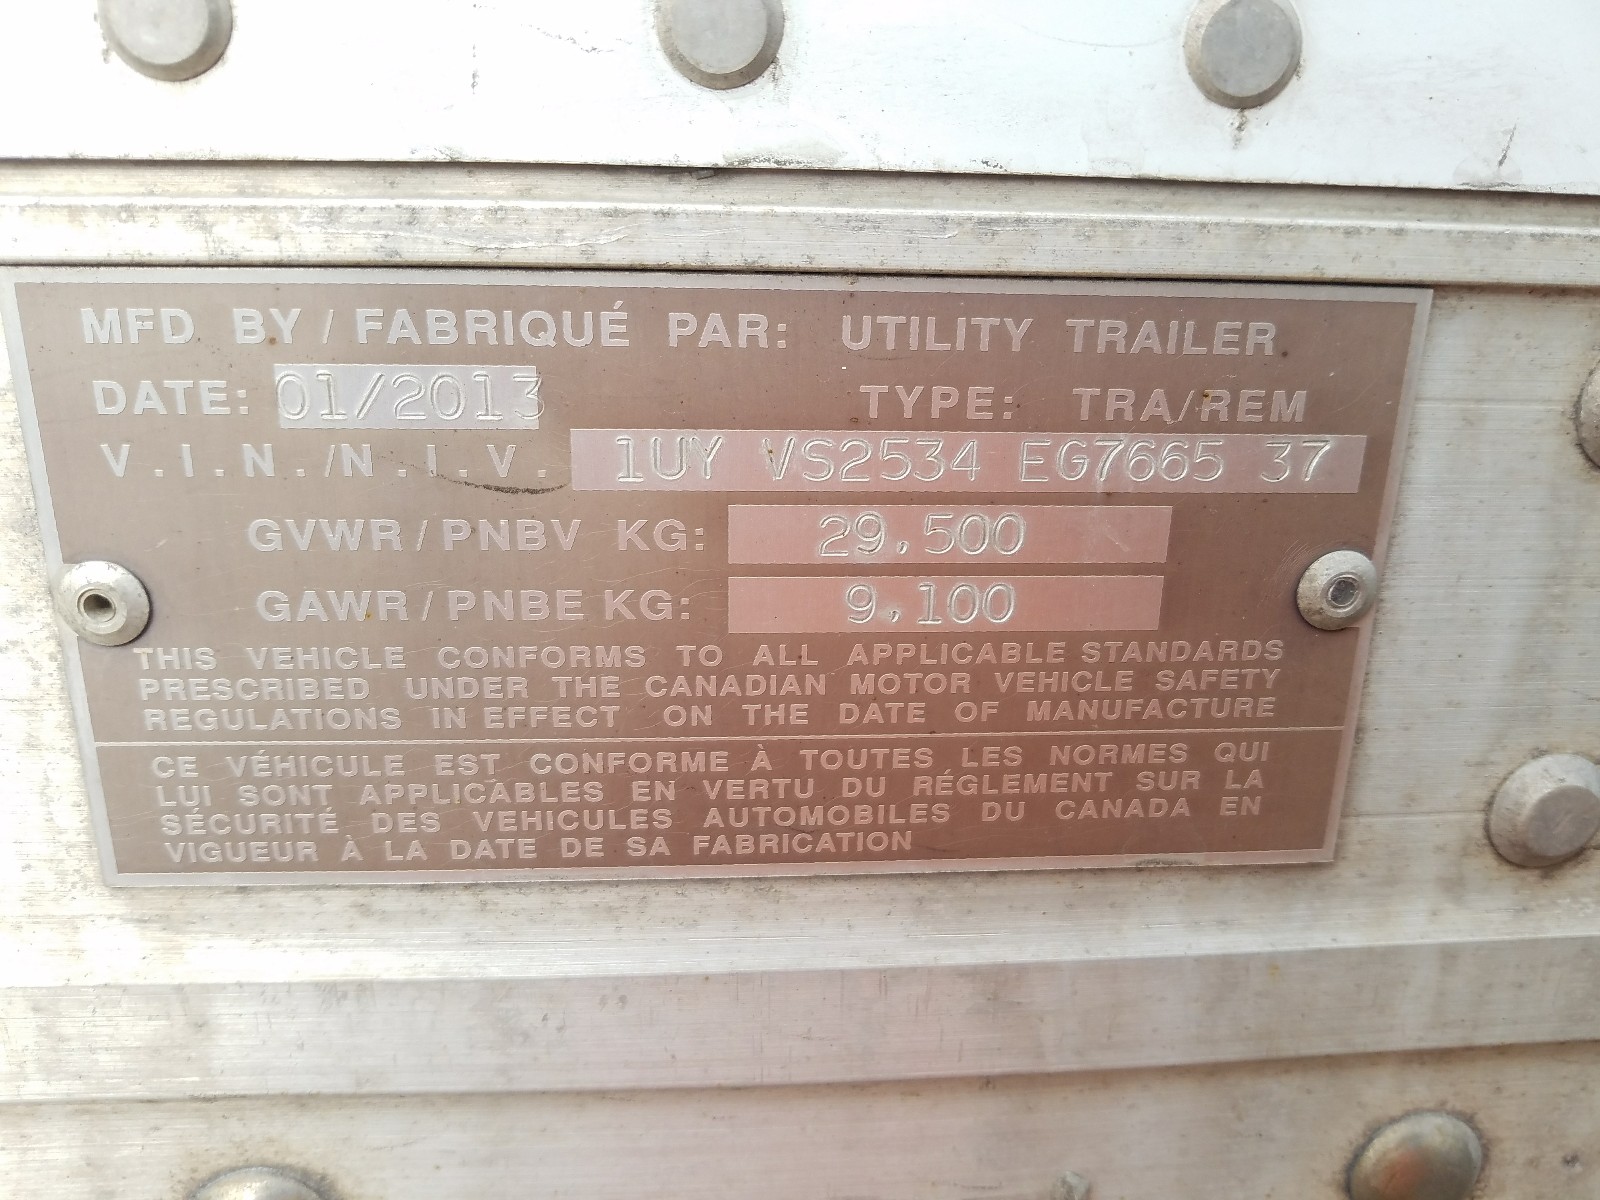 MFD BY / FABRIQUÉ PAR: UTILITY TRAILER
DATE: 01/2013 TYPE: TRA/REM
V.I.N./N.I.V. 1UY VS2534 EG7665 37
GVWR/PNBV KG: 29,500
GAWR/PNBE KG: 9,100
THIS VEHICLE CONFORMS TO ALL APPLICABLE STANDARDS
PRESCRIBED UNDER THE CANADIAN MOTOR VEHICLE SAFETY
REGULATIONS IN EFFECT ON THE DATE OF MANUFACTURE
CE VÉHICULE EST CONFORME À TOUTES LES NORMES QUI
LUI SONT APPLICABLES EN VERTU DU RÉGLEMENT SUR LA
SÉCURITÉ DES VEHICULES AUTOMOBILES DU CANADA EN
VIGUEUR À LA DATE DE SA FABRICATION